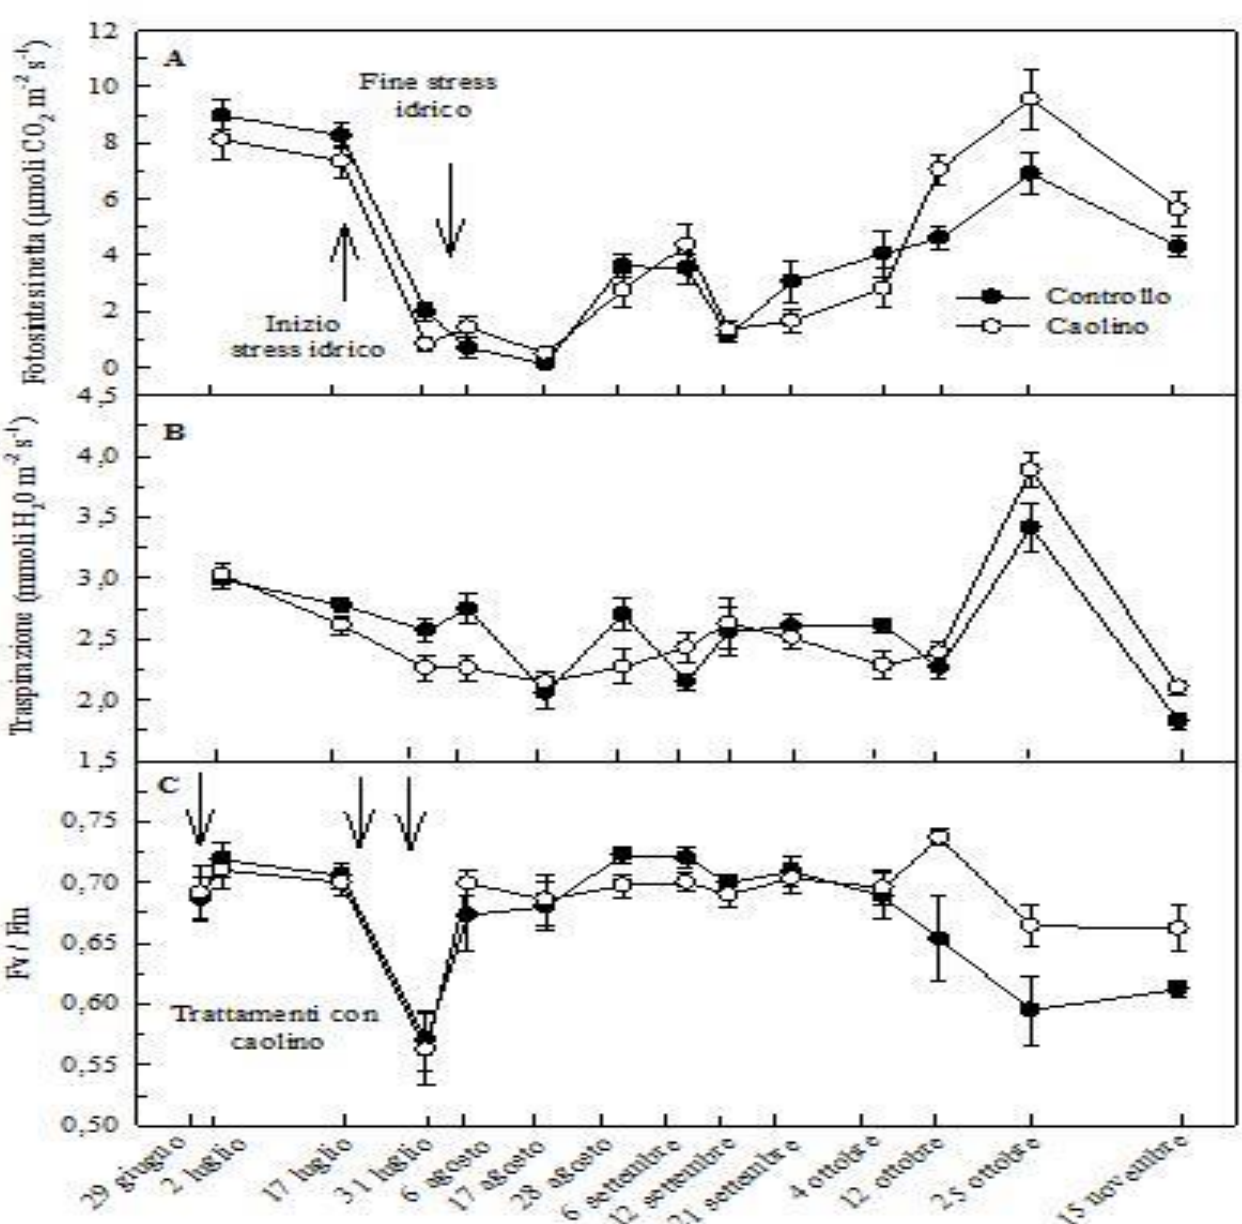 A
Fotosintesi netta (µmoli CO₂ m⁻² s⁻¹)
12
10
8
6
4
2
0
Fine stress
idrico
Inizio
stress idrico
Controllo
Caolino
B
Traspirazione (mmoli H₂0 m⁻² s⁻¹)
4,5
4,0
3,5
3,0
2,5
2,0
1,5
C
Fv / Fm
0,75
0,70
0,65
0,60
0,55
0,50
Trattamenti con
caolino
29 giugno
2 luglio
17 luglio
31 luglio
6 agosto
17 agosto
28 agosto
6 settembre
12 settembre
21 settembre
4 ottobre
12 ottobre
25 ottobre
15 novembre